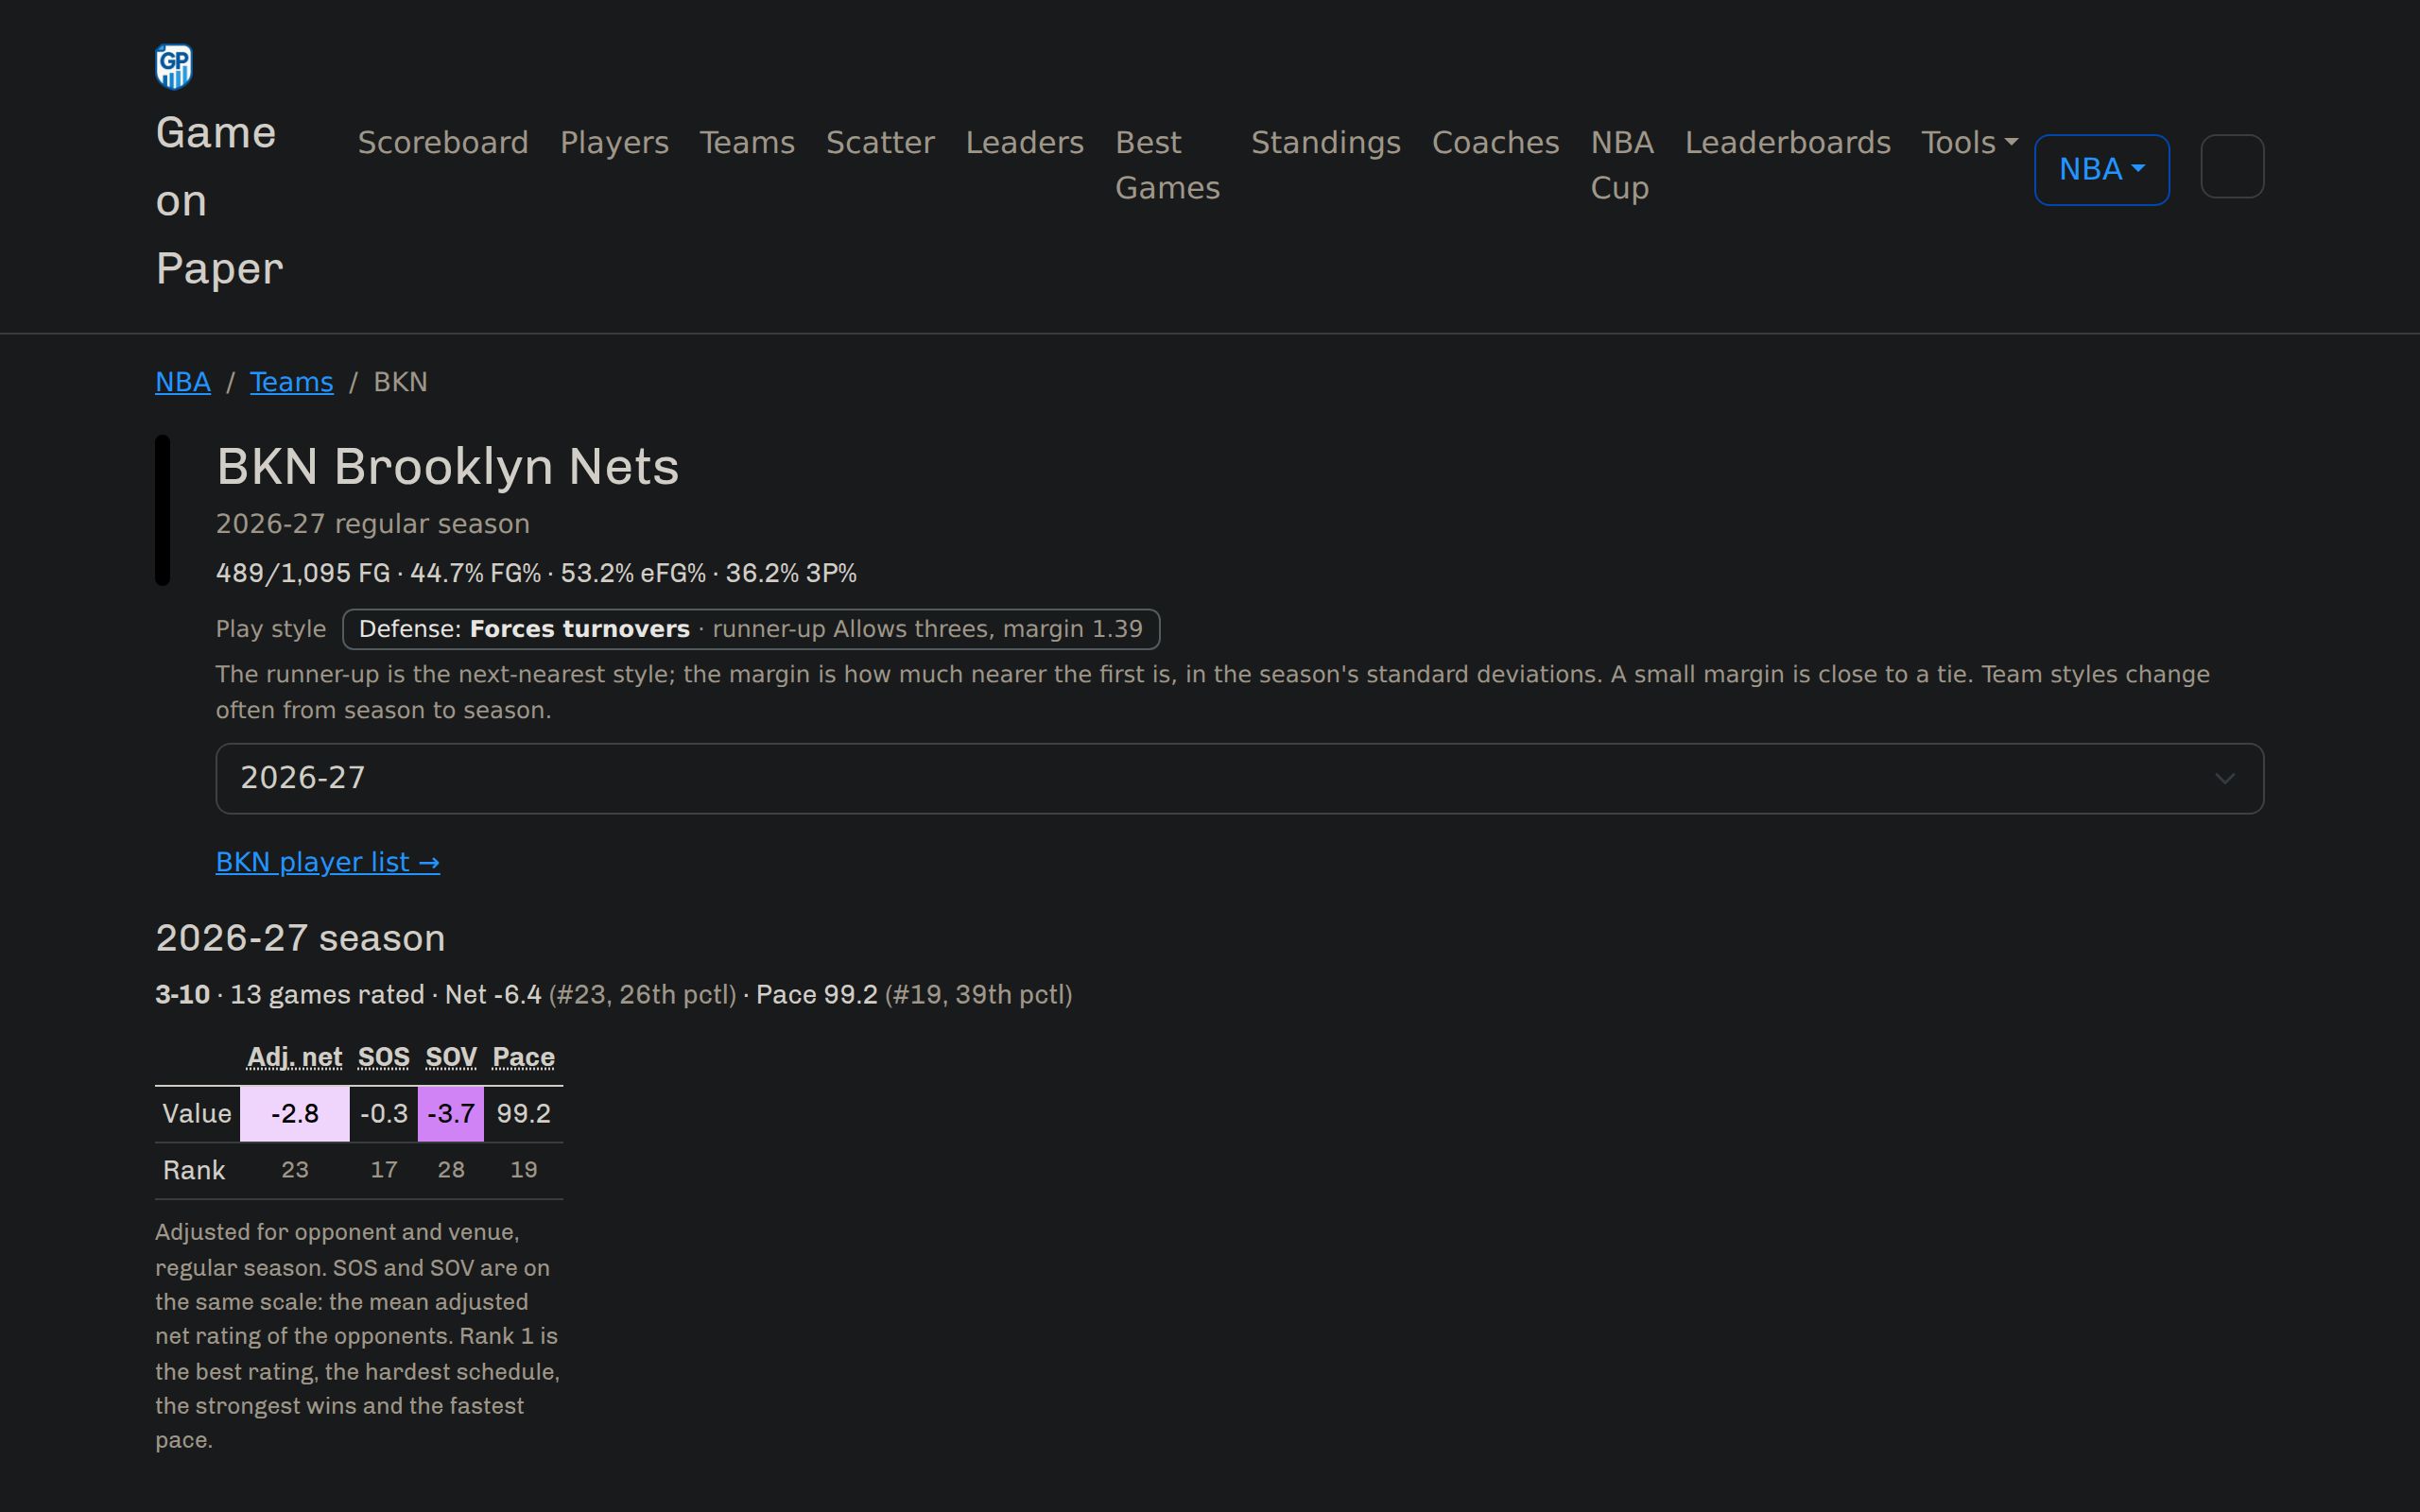 GP
Game
on
Paper
Scoreboard Players Teams Scatter Leaders Best Games Standings Coaches NBA Cup Leaderboards Tools NBA
NBA / Teams / BKN
BKN Brooklyn Nets
2026-27 regular season
489/1,095 FG · 44.7% FG% · 53.2% eFG% · 36.2% 3P%
Play style Defense: Forces turnovers · runner-up Allows threes, margin 1.39
The runner-up is the next-nearest style; the margin is how much nearer the first is, in the season's standard deviations. A small margin is close to a tie. Team styles change
often from season to season.
2026-27
BKN player list →
2026-27 season
3-10 · 13 games rated · Net -6.4 (#23, 26th pctl) · Pace 99.2 (#19, 39th pctl)
Adj. net SOS SOV Pace
Value -2.8 -0.3 -3.7 99.2
Rank 23 17 28 19
Adjusted for opponent and venue,
regular season. SOS and SOV are on
the same scale: the mean adjusted
net rating of the opponents. Rank 1 is
the best rating, the hardest schedule,
the strongest wins and the fastest
pace.